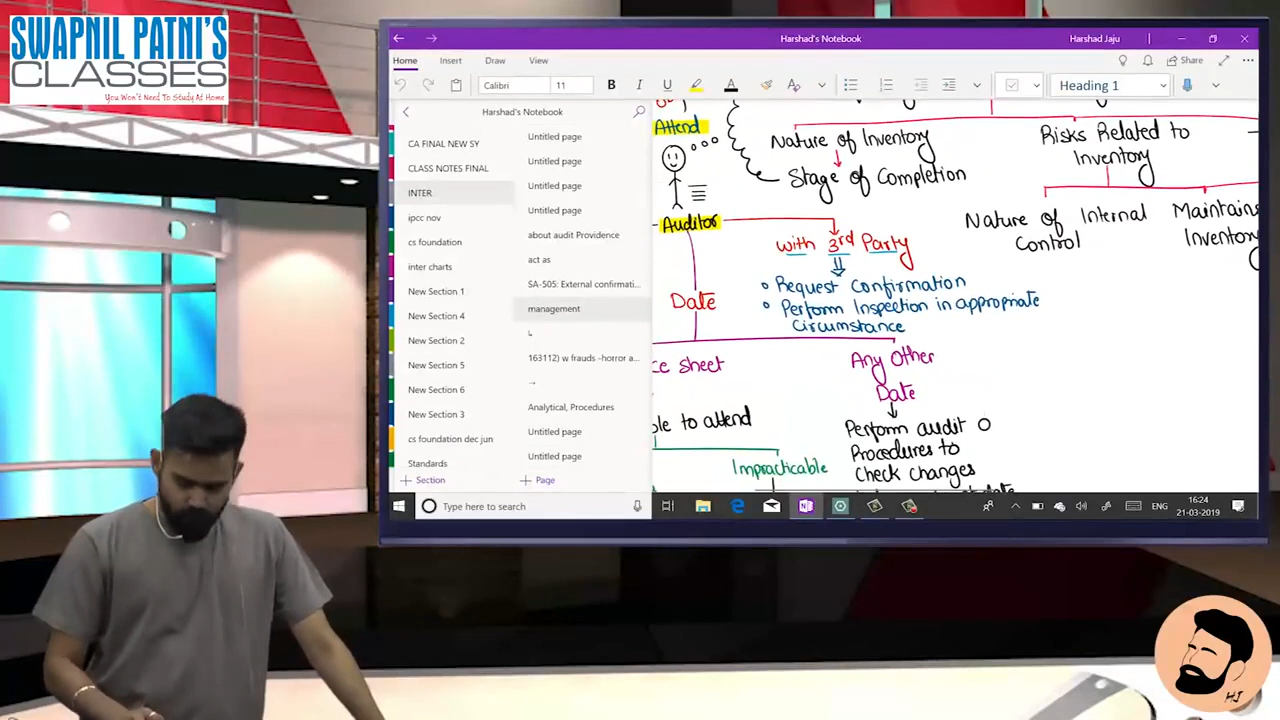 SWAPNIL PATNI'S
CLASSES
You Won't Need To Study At Home
Harshad's Notebook
Harshad Jaju
Home
Insert
Draw
View
Share
Calibri
11
B
I
U
A
Heading 1
Harshad's Notebook
CA FINAL NEW SY
CLASS NOTES FINAL
INTER
ipcc nov
cs foundation
inter charts
New Section 1
New Section 4
New Section 2
New Section 5
New Section 6
New Section 3
cs foundation dec jun
Standards
+ Section
Untitled page
Untitled page
Untitled page
Untitled page
about audit Providence
act as
SA-505: External confirmati...
management
↳
163112) w frauds -horror a...
→
Analytical, Procedures
Untitled page
Untitled page
+ Page
Attend
Nature of Inventory
Stage of Completion
Risks Related to
Inventory
Nature of Internal
Control
Auditor
with 3rd Party
Request Confirmation
Perform Inspection in appropriate
Circumstance
Date
ce sheet
Any Other
Date
ble to attend
Impracticable
Perform audit
Procedures to
Check changes
Type here to search
ENG
16:24
21-03-2019
HJ